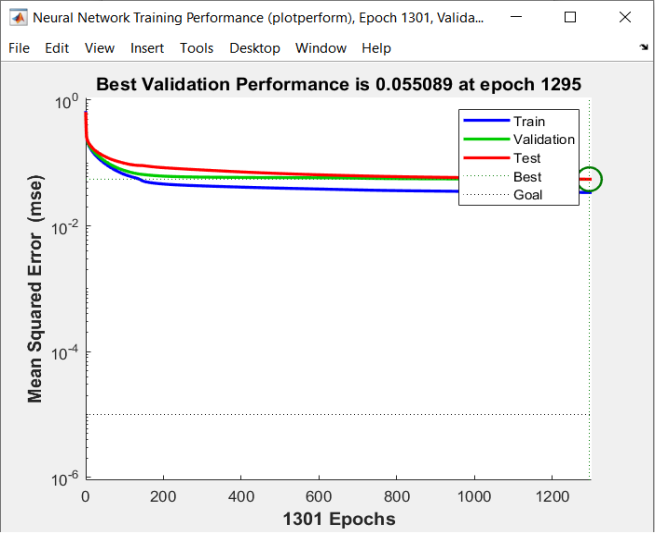 Neural Network Training Performance (plotperform), Epoch 1301, Valida...
File Edit View Insert Tools Desktop Window Help
Best Validation Performance is 0.055089 at epoch 1295
Train
Validation
Test
Best
Goal
Mean Squared Error (mse)
10^0
10^-2
10^-4
10^-6
0 200 400 600 800 1000 1200
1301 Epochs